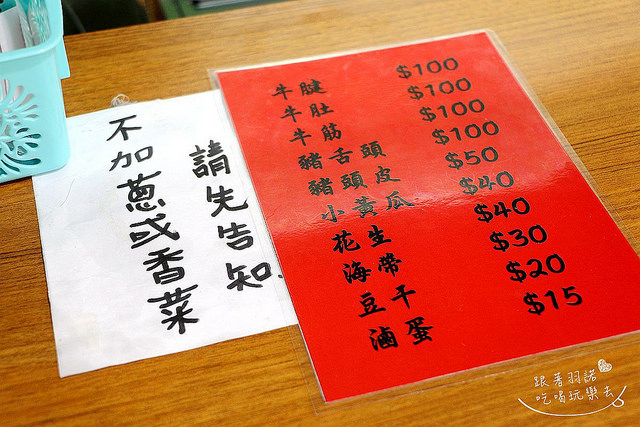 請先告知
不加蔥或香菜
牛腱 $100
牛肚 $100
牛筋 $100
豬舌頭 $100
豬頭皮 $50
小黃瓜 $40
花生 $40
海帶 $30
豆干 $20
滷蛋 $15
跟著羽諾
吃喝玩樂去